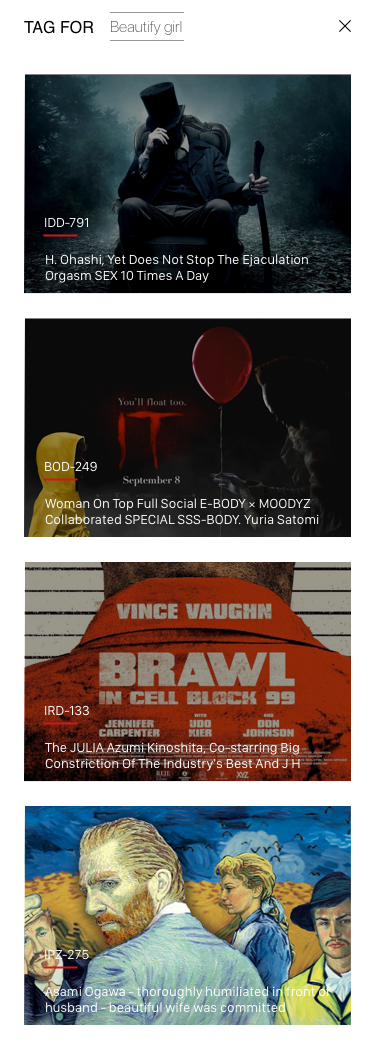 TAG FOR Beautify girl
IDD-791
H. Ohashi, Yet Does Not Stop The Ejaculation
Orgasm SEX 10 Times A Day
You'll float too.
IT
BOD-249
September 8
Woman On Top Full Social E-BODY × MOODYZ
Collaborated SPECIAL SSS-BODY. Yuria Satomi
VINCE VAUGHN
BRAWL
IN CELL BLOCK 99
IRD-133
JENNIFER CARPENTER WITH UDO KIER AND DON JOHNSON
The JULIA Azumi Kinoshita, Co-starring Big
Constriction Of The Industry's Best And J H
XYZ
IPZ-275
Asami Ogawa - thoroughly humiliated in front of
husband - beautiful wife was committed